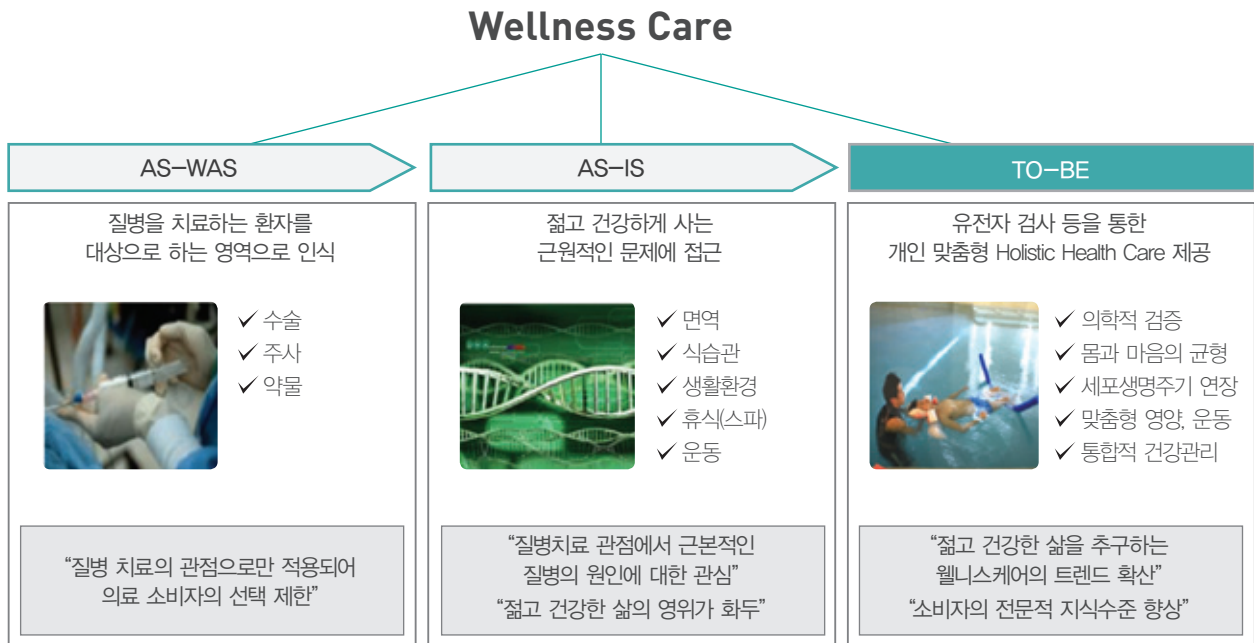 Wellness Care
AS-WAS
질병을 치료하는 환자를
대상으로 하는 영역으로 인식
수술
주사
약물
“질병 치료의 관점으로만 적용되어
의료 소비자의 선택 제한”
AS-IS
젊고 건강하게 사는
근원적인 문제에 접근
면역
식습관
생활환경
휴식(스파)
운동
“질병치료 관점에서 근본적인
질병의 원인에 대한 관심”
“젊고 건강한 삶의 영위가 화두”
TO-BE
유전자 검사 등을 통한
개인 맞춤형 Holistic Health Care 제공
의학적 검증
몸과 마음의 균형
세포생명주기 연장
맞춤형 영양, 운동
통합적 건강관리
“젊고 건강한 삶을 추구하는
웰니스케어의 트렌드 확산”
“소비자의 전문적 지식수준 향상”